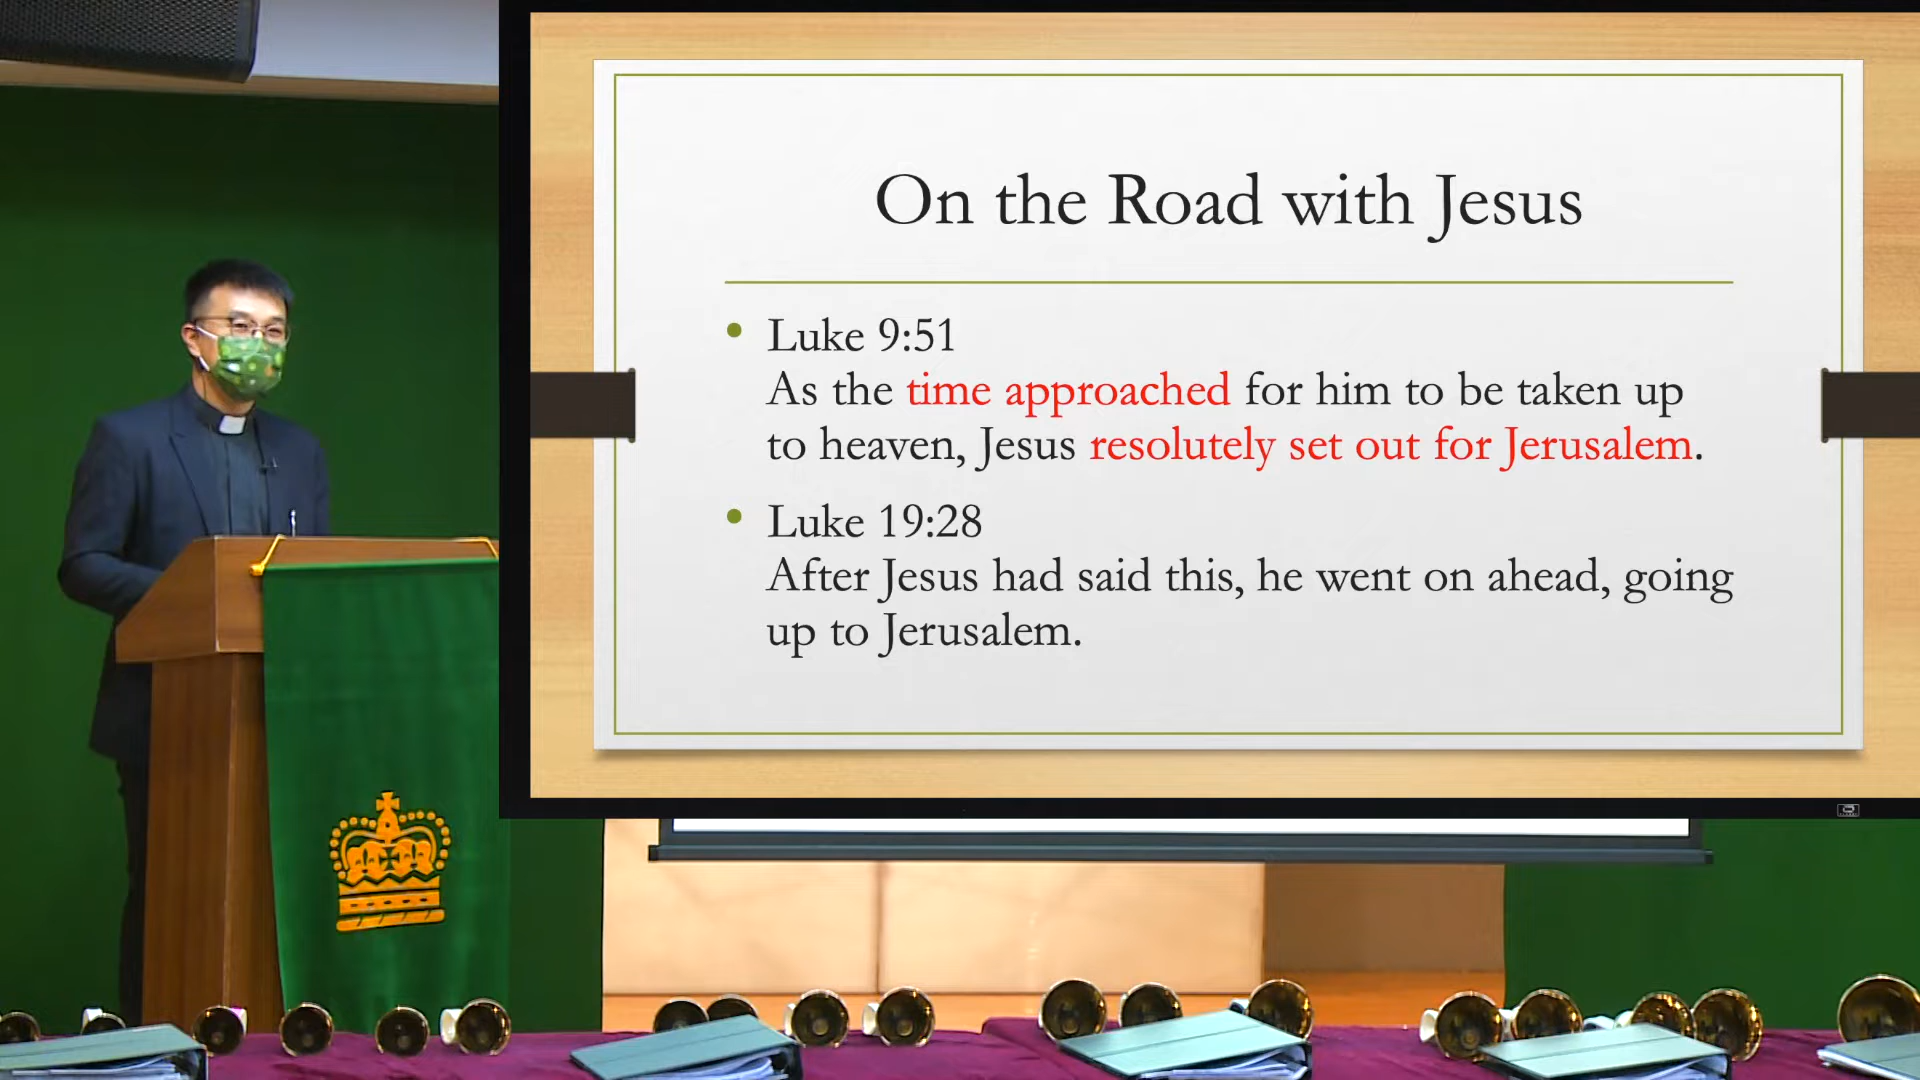 On the Road with Jesus
Luke 9:51
As the time approached for him to be taken up
to heaven, Jesus resolutely set out for Jerusalem.
Luke 19:28
After Jesus had said this, he went on ahead, going
up to Jerusalem.